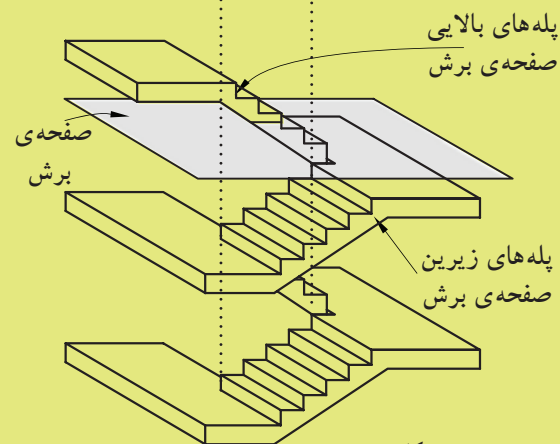 پله‌های بالایی
صفحه‌ی برش
صفحه‌ی
برش
پله‌های زیرین
صفحه‌ی برش